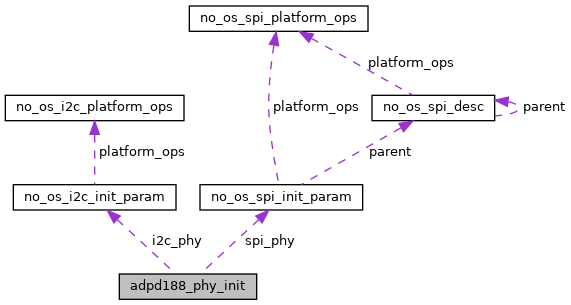 no_os_spi_platform_ops
platform_ops
no_os_i2c_platform_ops
platform_ops
no_os_spi_desc
parent
platform_ops
parent
no_os_i2c_init_param
no_os_spi_init_param
i2c_phy
spi_phy
adpd188_phy_init